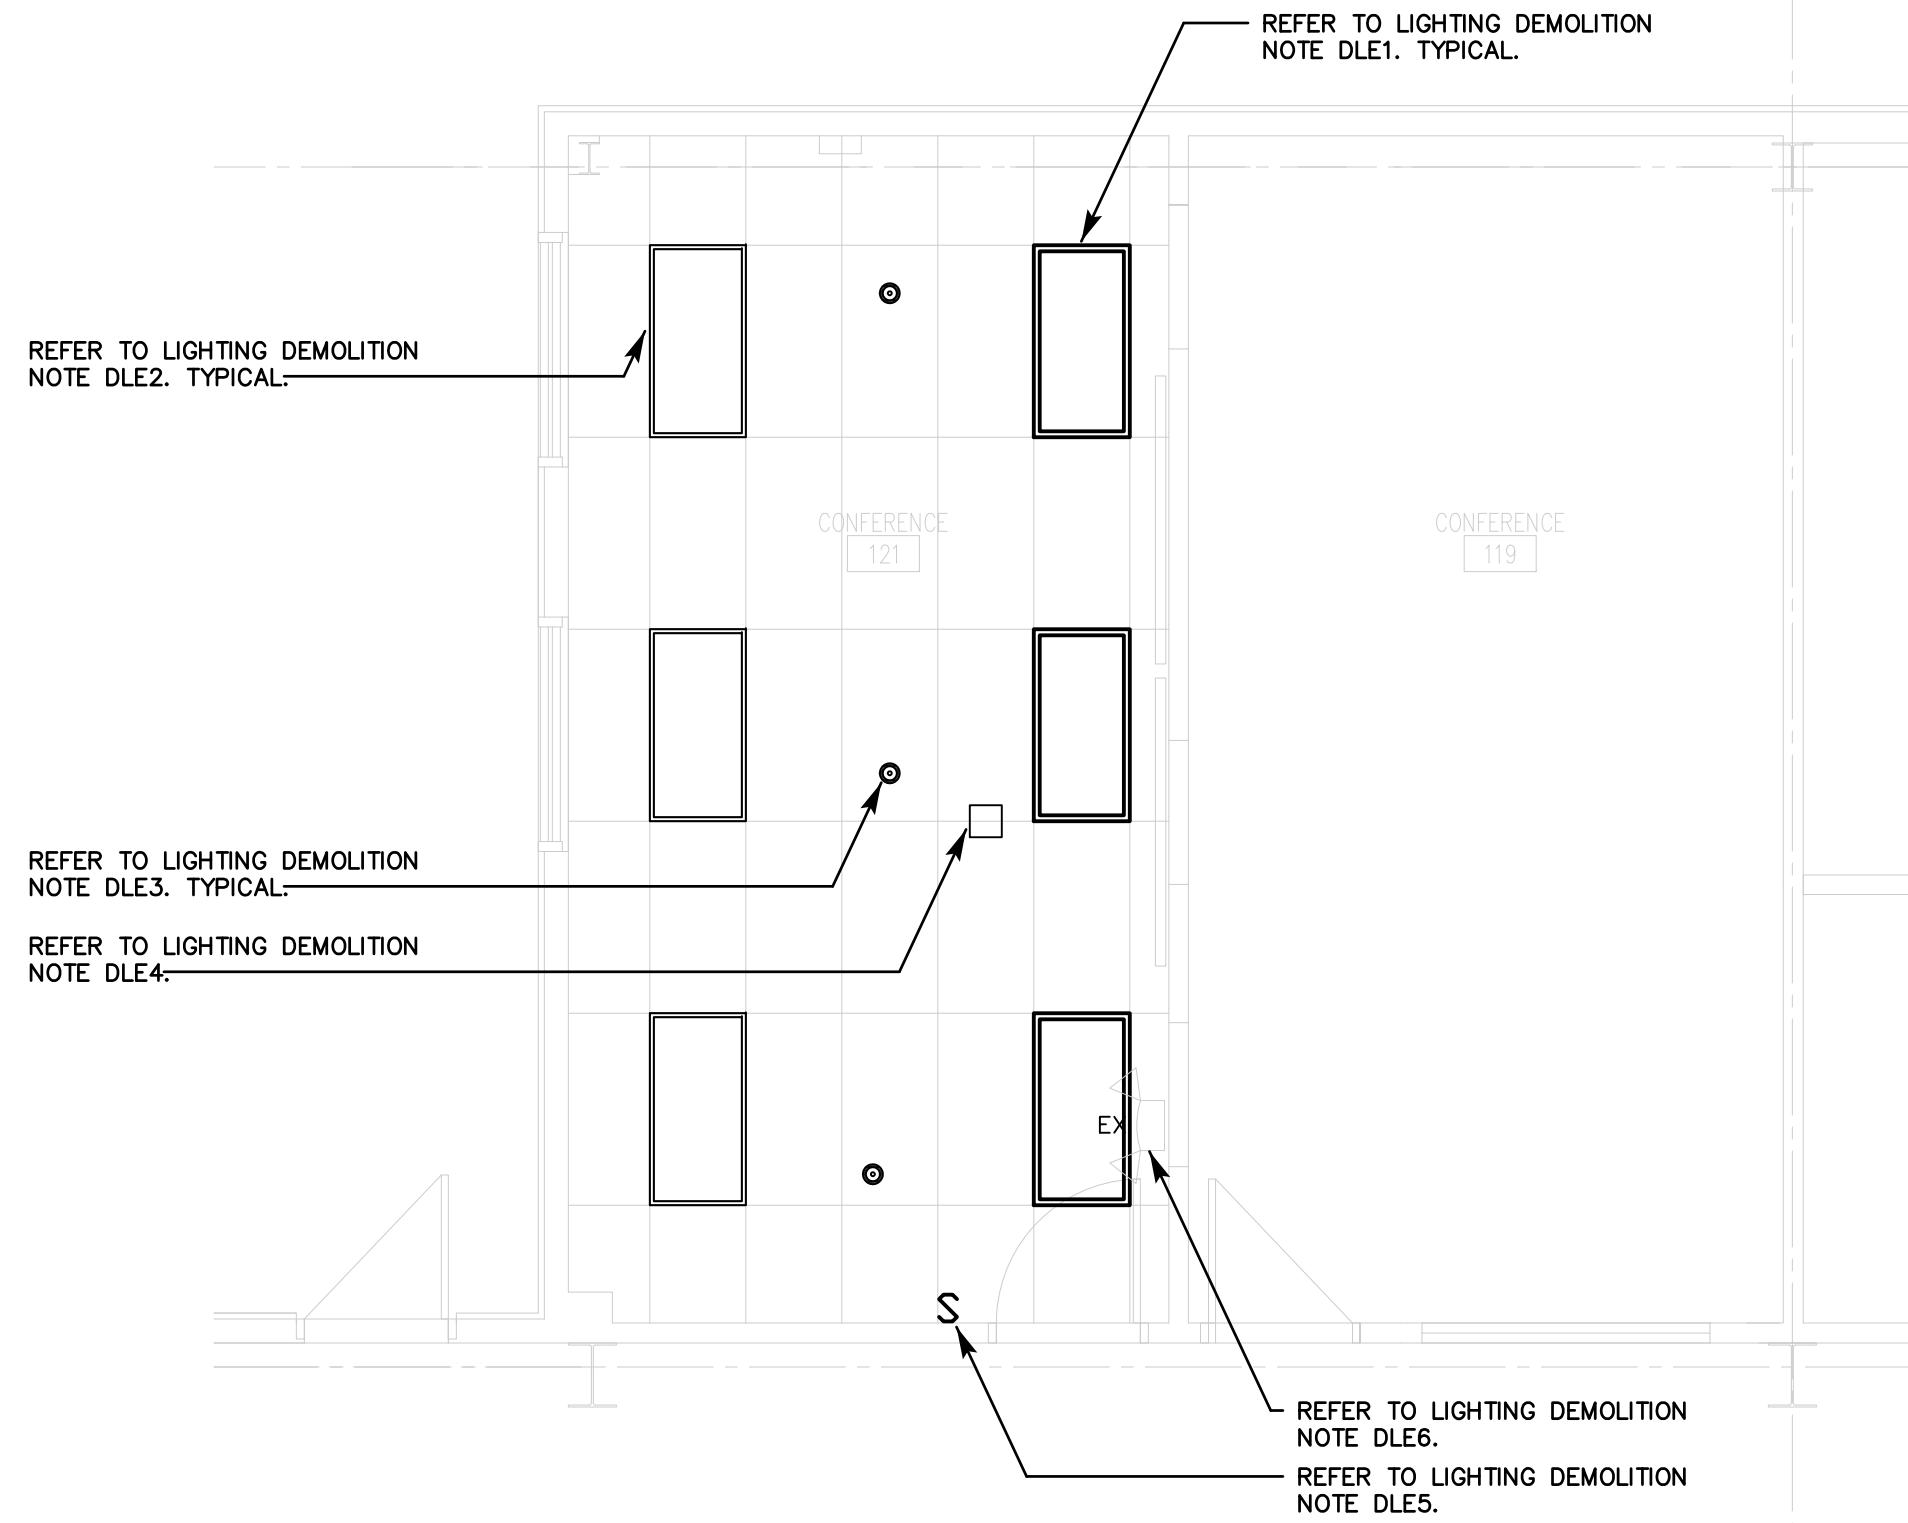 REFER TO LIGHTING DEMOLITION
NOTE DLE1. TYPICAL.
REFER TO LIGHTING DEMOLITION
NOTE DLE2. TYPICAL.
CONFERENCE
121
CONFERENCE
119
REFER TO LIGHTING DEMOLITION
NOTE DLE3. TYPICAL.
REFER TO LIGHTING DEMOLITION
NOTE DLE4.
EX
S
REFER TO LIGHTING DEMOLITION
NOTE DLE6.
REFER TO LIGHTING DEMOLITION
NOTE DLE5.